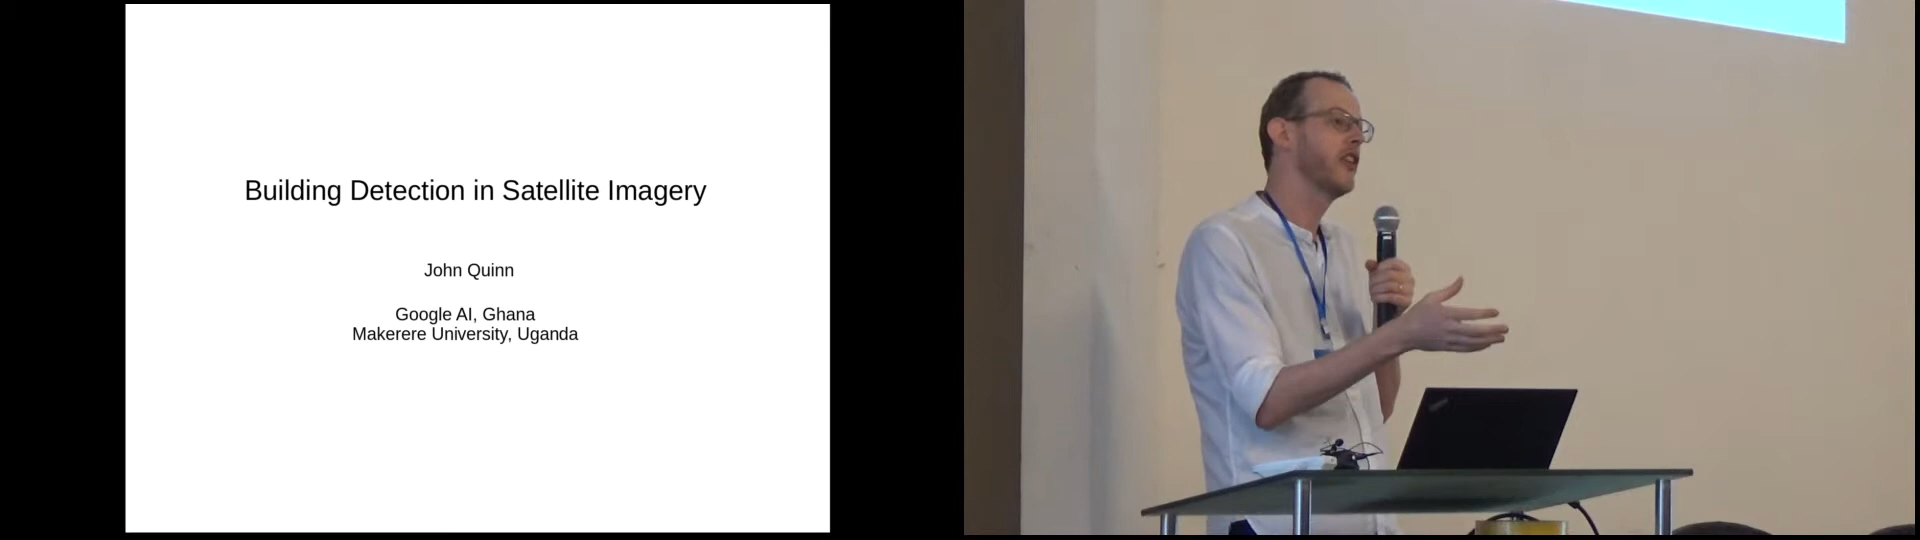 Building Detection in Satellite Imagery
John Quinn
Google AI, Ghana
Makerere University, Uganda